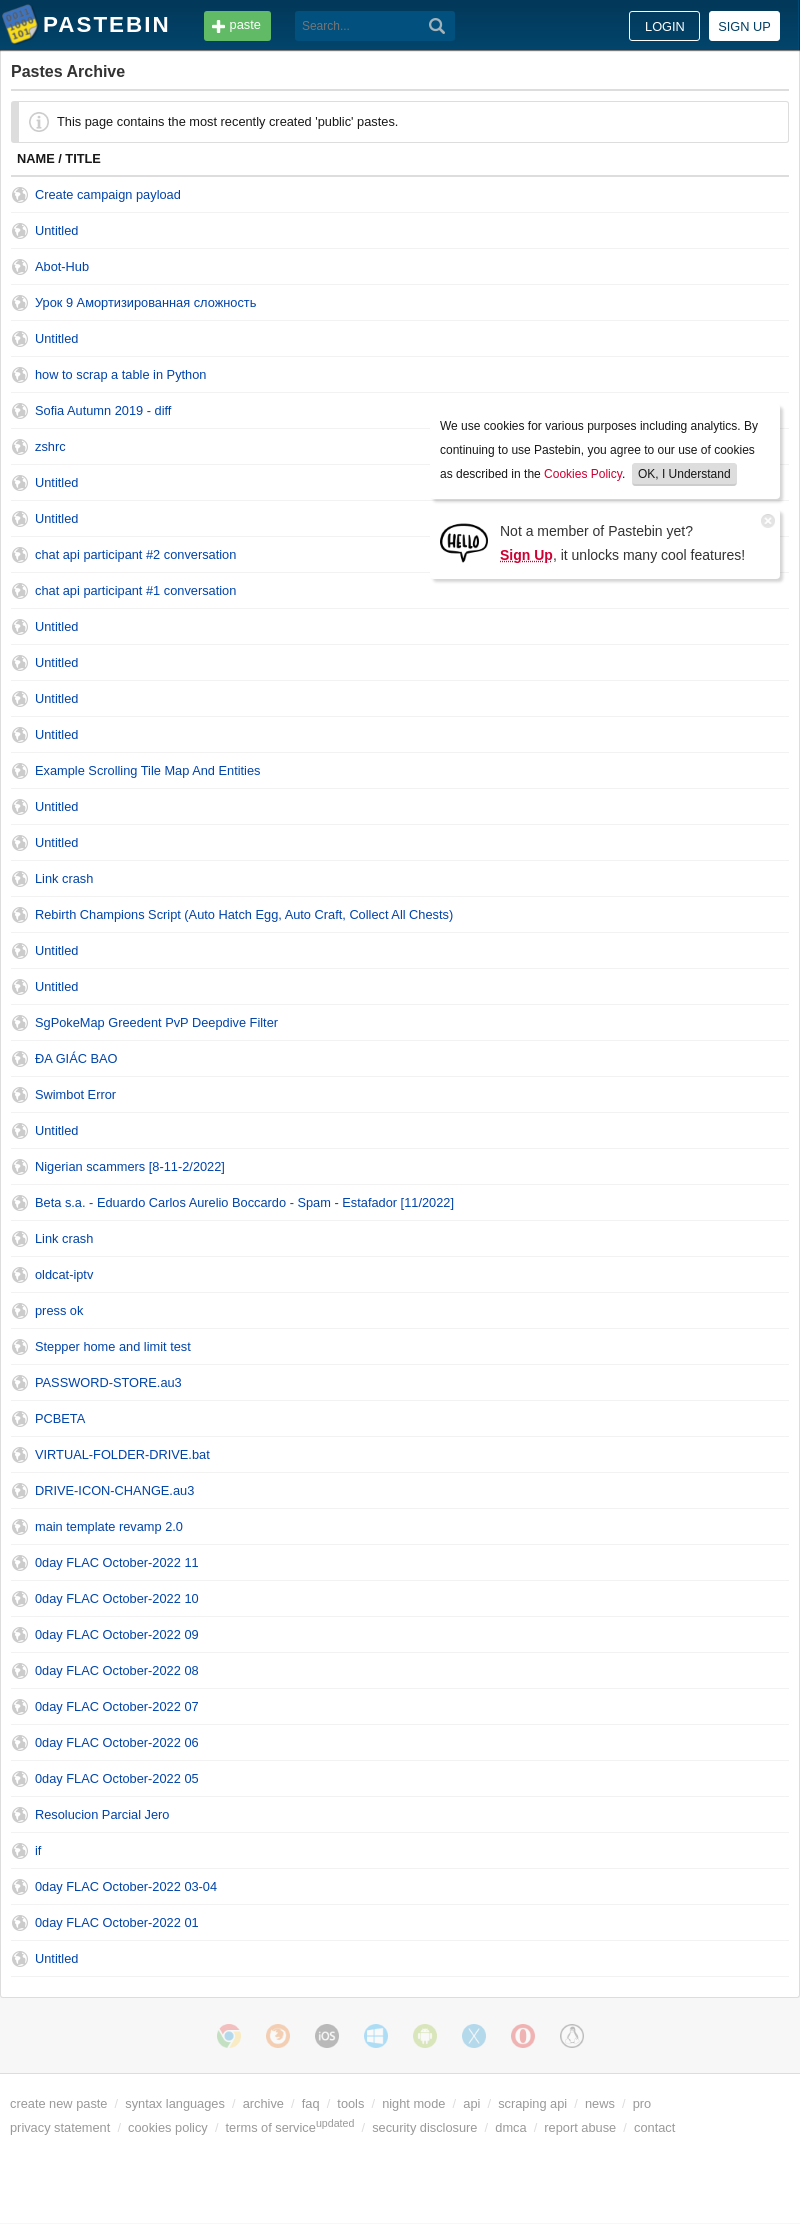 PASTEBIN paste Search... LOGIN SIGN UP
Pastes Archive
This page contains the most recently created 'public' pastes.
NAME / TITLE
Create campaign payload
Untitled
Abot-Hub
Урок 9 Амортизированная сложность
Untitled
how to scrap a table in Python
Sofia Autumn 2019 - diff
zshrc
Untitled
Untitled
chat api participant #2 conversation
chat api participant #1 conversation
We use cookies for various purposes including analytics. By
continuing to use Pastebin, you agree to our use of cookies
as described in the Cookies Policy. OK, I Understand
HELLO
Not a member of Pastebin yet?
Sign Up, it unlocks many cool features!
Untitled
Untitled
Untitled
Untitled
Example Scrolling Tile Map And Entities
Untitled
Untitled
Link crash
Rebirth Champions Script (Auto Hatch Egg, Auto Craft, Collect All Chests)
Untitled
Untitled
SgPokeMap Greedent PvP Deepdive Filter
ĐA GIÁC BAO
Swimbot Error
Untitled
Nigerian scammers [8-11-2/2022]
Beta s.a. - Eduardo Carlos Aurelio Boccardo - Spam - Estafador [11/2022]
Link crash
oldcat-iptv
press ok
Stepper home and limit test
PASSWORD-STORE.au3
PCBETA
VIRTUAL-FOLDER-DRIVE.bat
DRIVE-ICON-CHANGE.au3
main template revamp 2.0
0day FLAC October-2022 11
0day FLAC October-2022 10
0day FLAC October-2022 09
0day FLAC October-2022 08
0day FLAC October-2022 07
0day FLAC October-2022 06
0day FLAC October-2022 05
Resolucion Parcial Jero
if
0day FLAC October-2022 03-04
0day FLAC October-2022 01
Untitled
iOS
create new paste / syntax languages / archive / faq / tools / night mode / api / scraping api / news / pro
privacy statement / cookies policy / terms of service updated / security disclosure / dmca / report abuse / contact